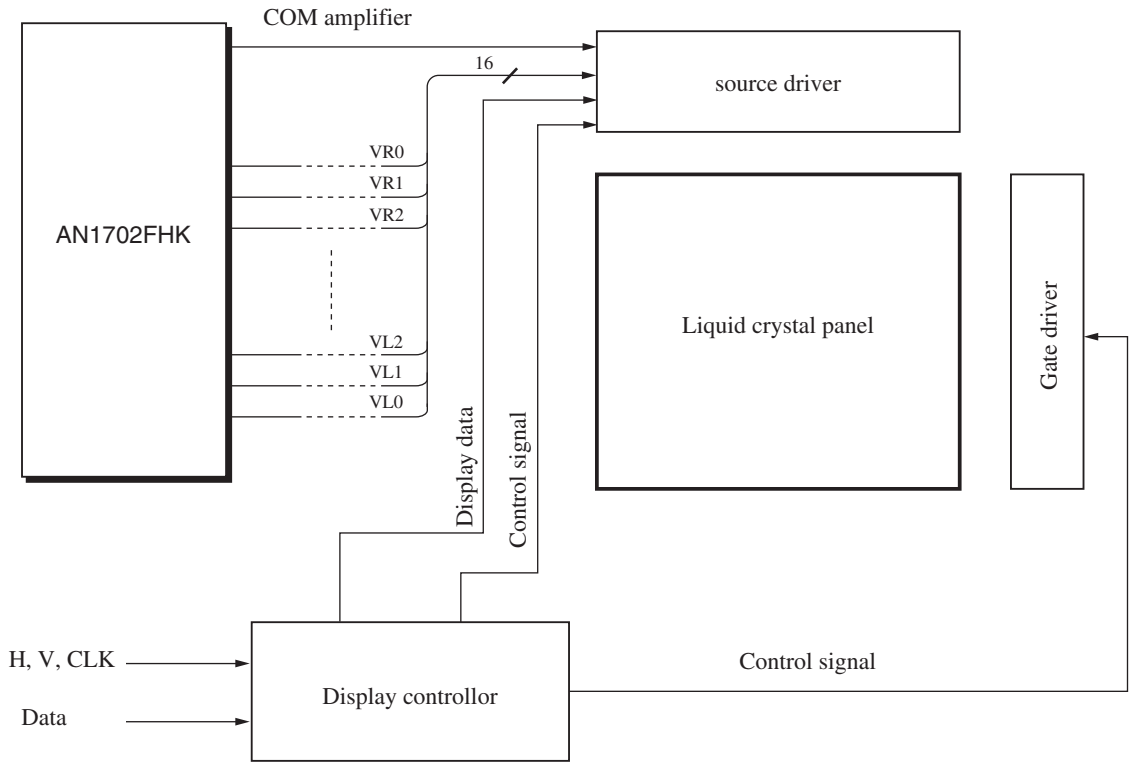 COM amplifier
16
source driver
VR0
VR1
VR2
AN1702FHK
VL2
VL1
VL0
Liquid crystal panel
Gate driver
Display data
Control signal
H, V, CLK
Data
Display controllor
Control signal